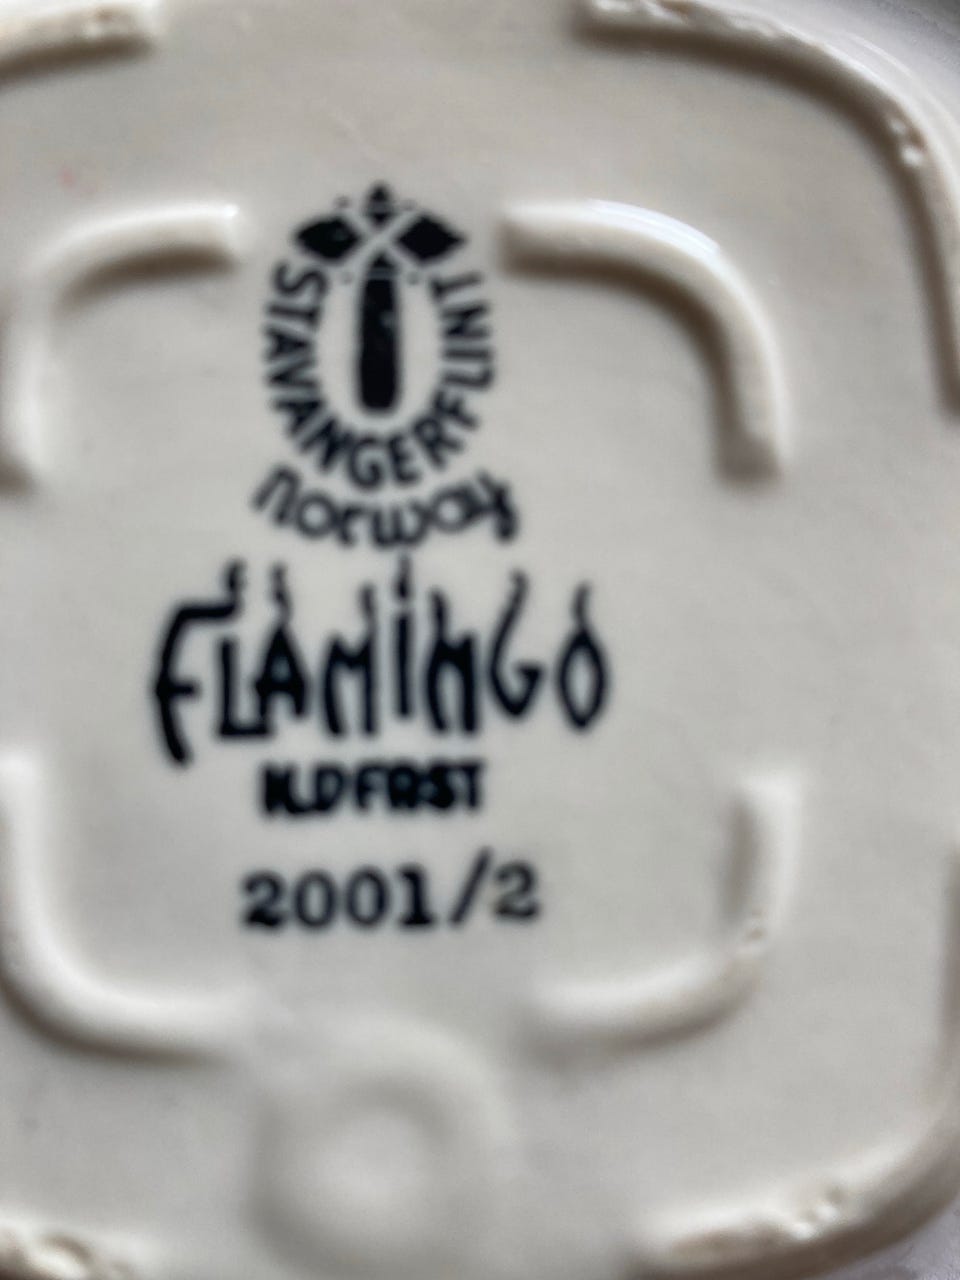 STAVANGERFLINT
norway
FLAMINGO
ILDFAST
2001/2